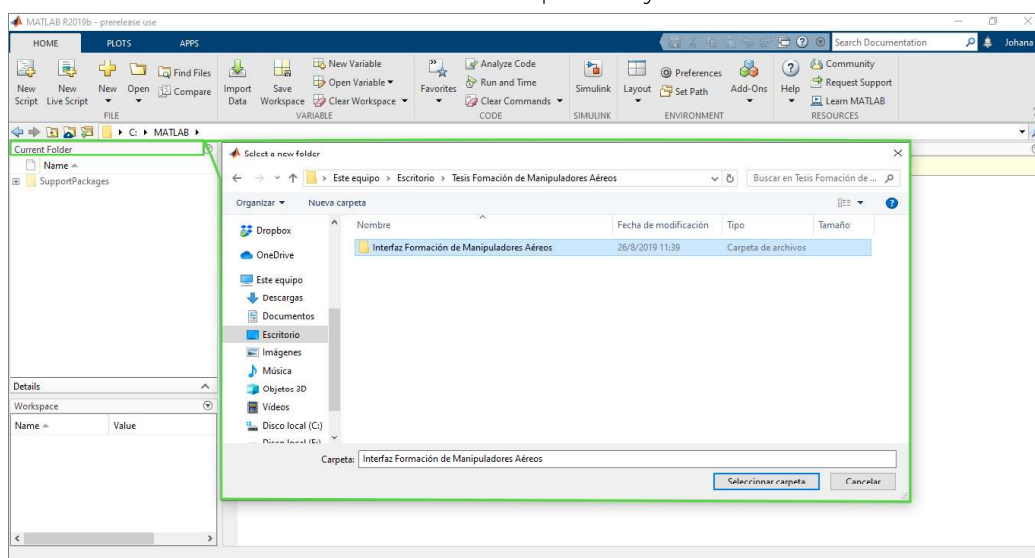 MATLAB R2019b - prerelease use
HOME PLOTS APPS Search Documentation Johana
New Script New Live Script New Open Find Files Compare
Import Data Save Workspace New Variable Open Variable Clear Workspace
Favorites Analyze Code Run and Time Clear Commands
Simulink Layout Preferences Set Path Add-Ons
Help Community Request Support Learn MATLAB
FILE VARIABLE CODE SIMULINK ENVIRONMENT RESOURCES
C: MATLAB
Current Folder
Name
SupportPackages
Select a new folder
Este equipo Escritorio Tesis Fomación de Manipuladores Aéreos Buscar en Tesis Fomación de ...
Organizar Nueva carpeta
Nombre Fecha de modificación Tipo Tamaño
Interfaz Formación de Manipuladores Aéreos 26/8/2019 11:39 Carpeta de archivos
Dropbox
OneDrive
Este equipo
Descargas
Documentos
Escritorio
Imágenes
Música
Objetos 3D
Vídeos
Disco local (C:)
Carpeta: Interfaz Formación de Manipuladores Aéreos
Seleccionar carpeta Cancelar
Details
Workspace
Name Value